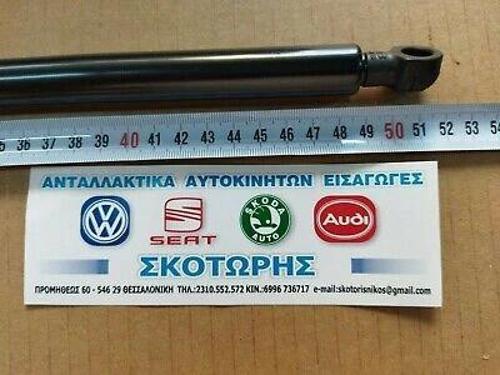 36 37 38 39 40 41 42 43 44 45 46 47 48 49 50 51 52 53 54
ΑΝΤΑΛΛΑΚΤΙΚΑ ΑΥΤΟΚΙΝΗΤΩΝ ΕΙΣΑΓΩΓΕΣ
SEAT SKODA AUTO Audi
ΣΚΟΤΩΡΗΣ
ΠΡΟΜΗΘΕΩΣ 60 - 546 29 ΘΕΣΣΑΛΟΝΙΚΗ ΤΗΛ.:2310.552.572 ΚΙΝ.:6996 736717 e-mail:skotorisnikos@gmail.com